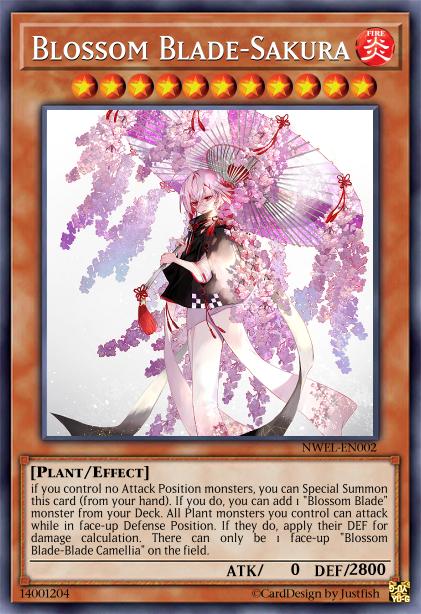 Blossom Blade-Sakura
FIRE
炎
NWEL-EN002
[Plant/Effect]
if you control no Attack Position monsters, you can Special Summon
this card (from your hand). If you do, you can add 1 "Blossom Blade"
monster from your Deck. All Plant monsters you control can attack
while in face-up Defense Position. If they do, apply their DEF for
damage calculation. There can only be 1 face-up "Blossom
Blade-Blade Camellia" on the field.
ATK/ 0 DEF/2800
14001204 ©CardDesign by Justfish